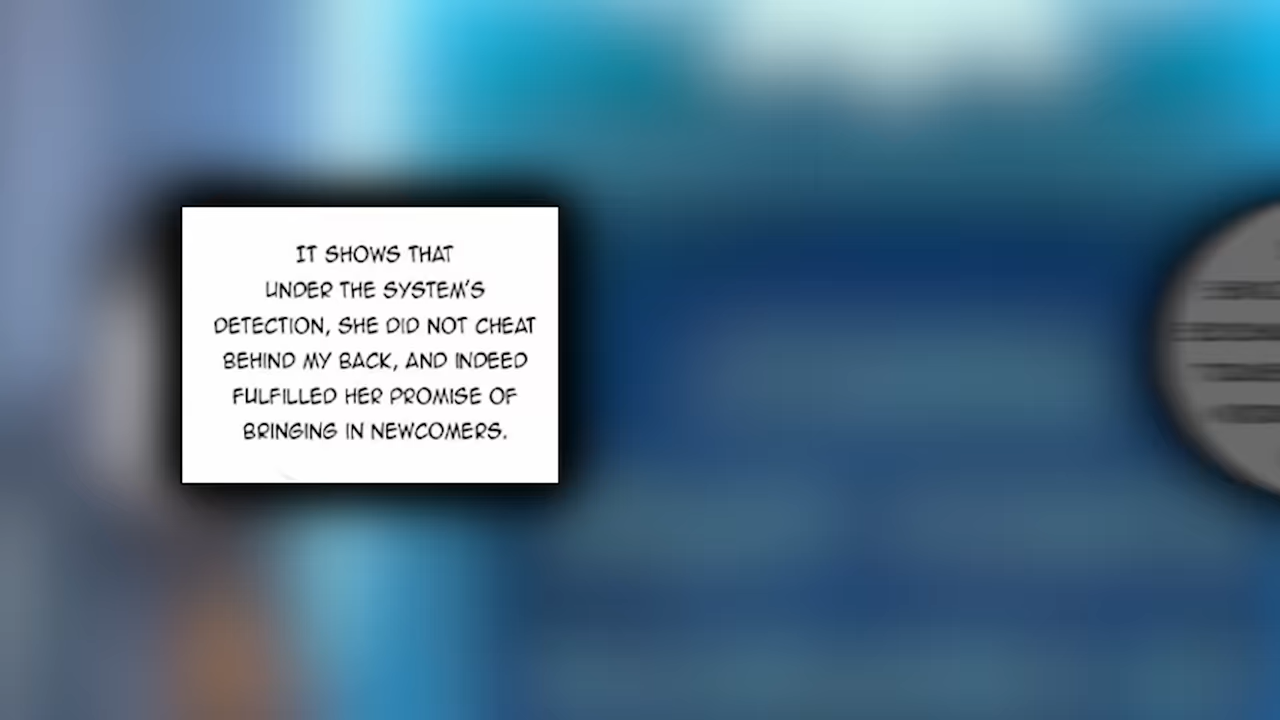 IT SHOWS THAT
UNDER THE SYSTEM'S
DETECTION, SHE DID NOT CHEAT
BEHIND MY BACK, AND INDEED
FULFILLED HER PROMISE OF
BRINGING IN NEWCOMERS.